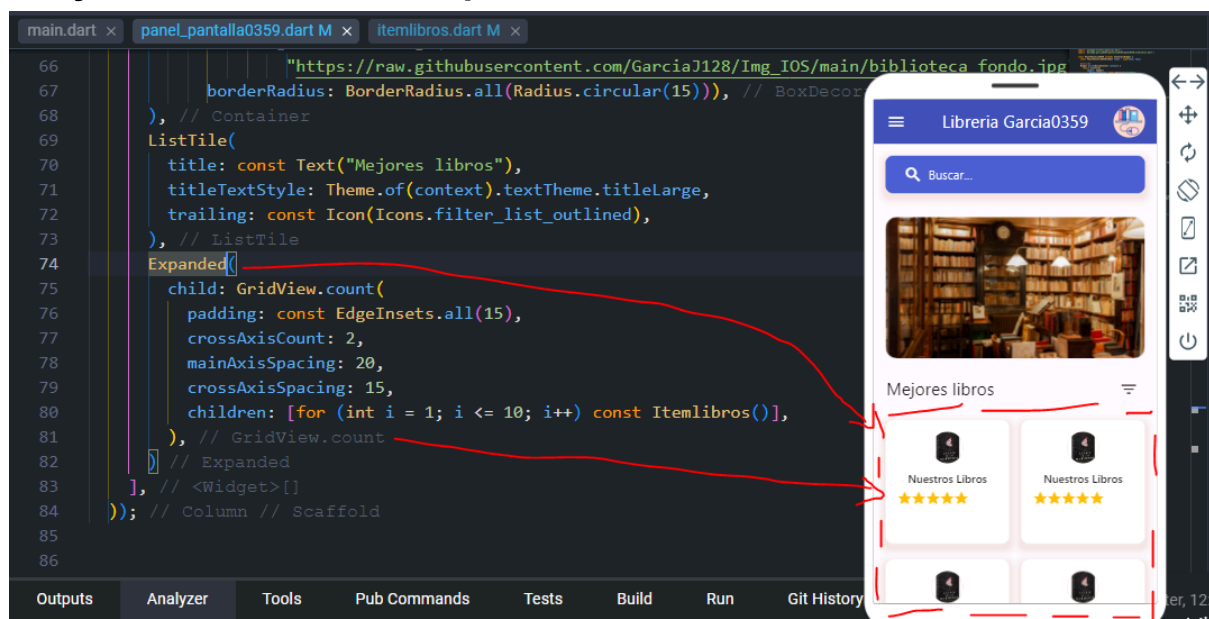 main.dart ×
panel_pantalla0359.dart M ×
itemlibros.dart M ×
66 "https://raw.githubusercontent.com/GarciaJ128/Img_IOS/main/biblioteca_fondo.jpg
67 borderRadius: BorderRadius.all(Radius.circular(15))), // BoxDecor
68 ), // Container
69 ListTile(
70 title: const Text("Mejores libros"),
71 titleTextStyle: Theme.of(context).textTheme.titleLarge,
72 trailing: const Icon(Icons.filter_list_outlined),
73 ), // ListTile
74 Expanded(
75 child: GridView.count(
76 padding: const EdgeInsets.all(15),
77 crossAxisCount: 2,
78 mainAxisSpacing: 20,
79 crossAxisSpacing: 15,
80 children: [for (int i = 1; i <= 10; i++) const Itemlibros()],
81 ), // GridView.count
82 ) // Expanded
83 ], // <Widget>[]
84 )); // Column // Scaffold
85
86
Libreria Garcia0359
Buscar...
Mejores libros
Nuestros Libros
Nuestros Libros
Outputs Analyzer Tools Pub Commands Tests Build Run Git History
ter, 12